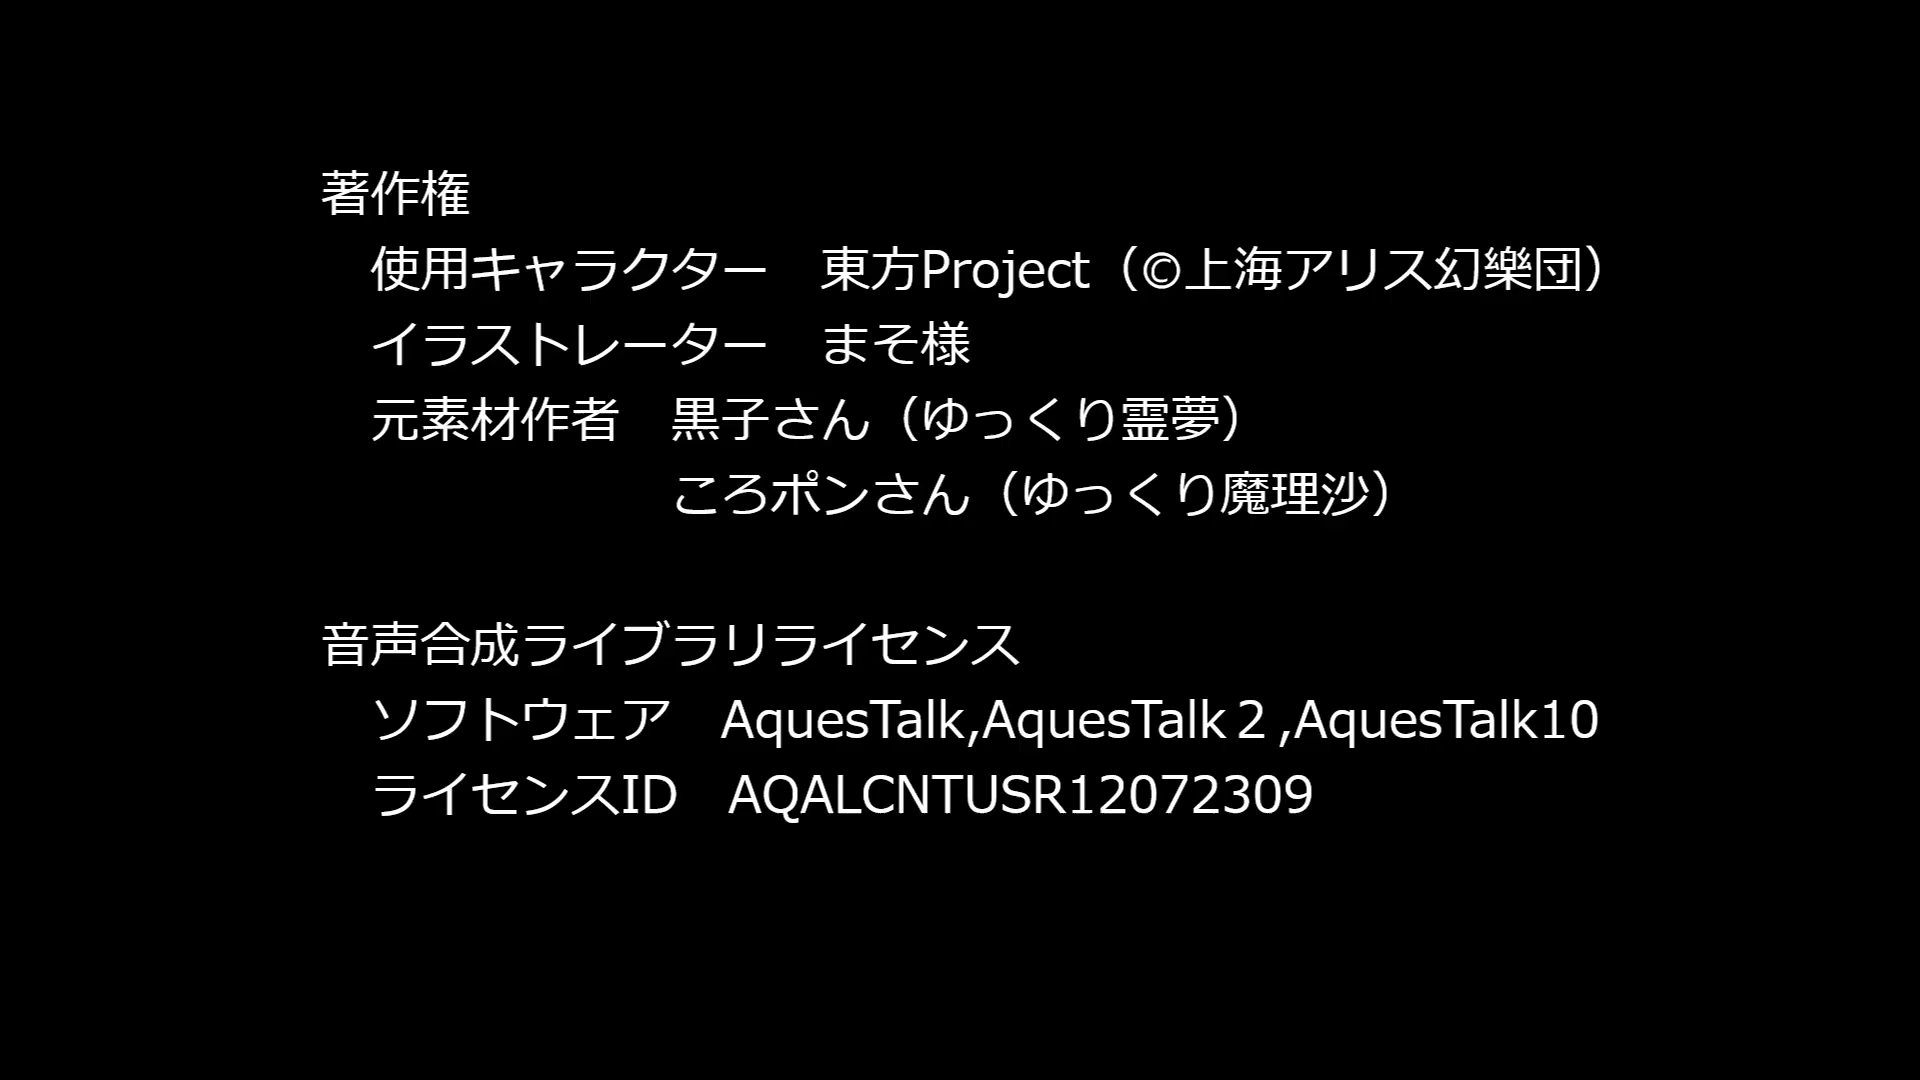 著作権
使用キャラクター　東方Project（©上海アリス幻樂団）
イラストレーター　まそ様
元素材作者　黒子さん（ゆっくり霊夢）
ころポンさん（ゆっくり魔理沙）
音声合成ライブラリライセンス
ソフトウェア　AquesTalk,AquesTalk２,AquesTalk10
ライセンスID　AQALCNTUSR12072309